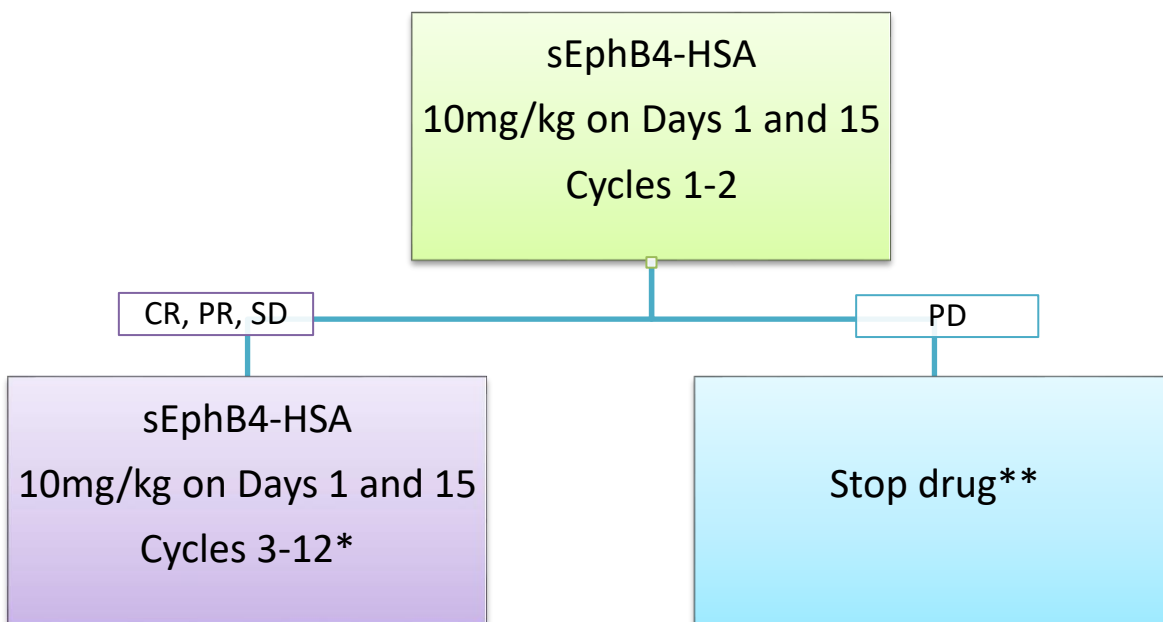 sEphB4-HSA
10mg/kg on Days 1 and 15
Cycles 1-2
CR, PR, SD
PD
sEphB4-HSA
10mg/kg on Days 1 and 15
Cycles 3-12*
Stop drug**